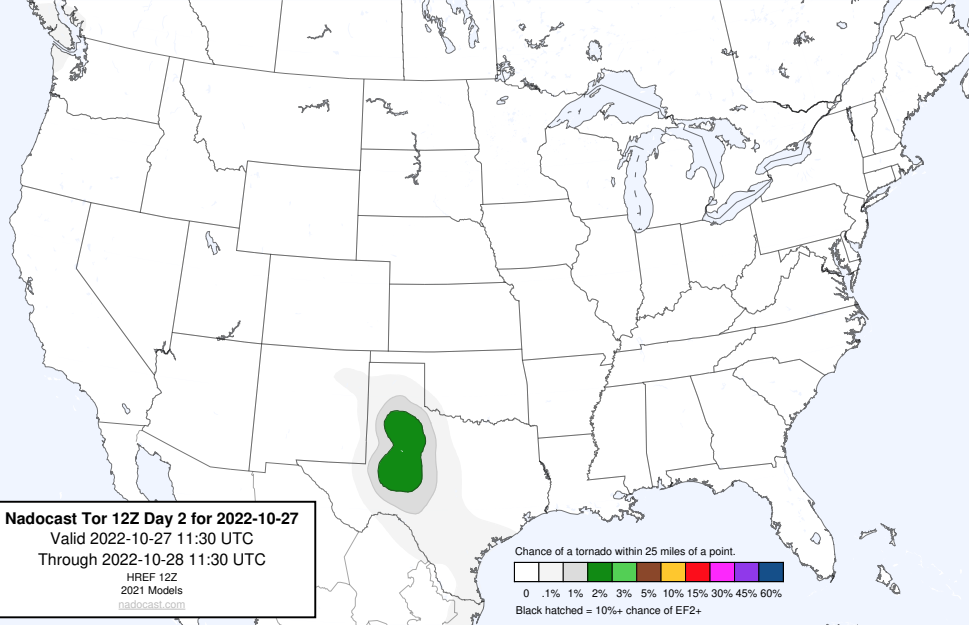 Nadocast Tor 12Z Day 2 for 2022-10-27
Valid 2022-10-27 11:30 UTC
Through 2022-10-28 11:30 UTC
HREF 12Z
2021 Models
nadocast.com
Chance of a tornado within 25 miles of a point.
0 .1% 1% 2% 3% 5% 10% 15% 30% 45% 60%
Black hatched = 10%+ chance of EF2+